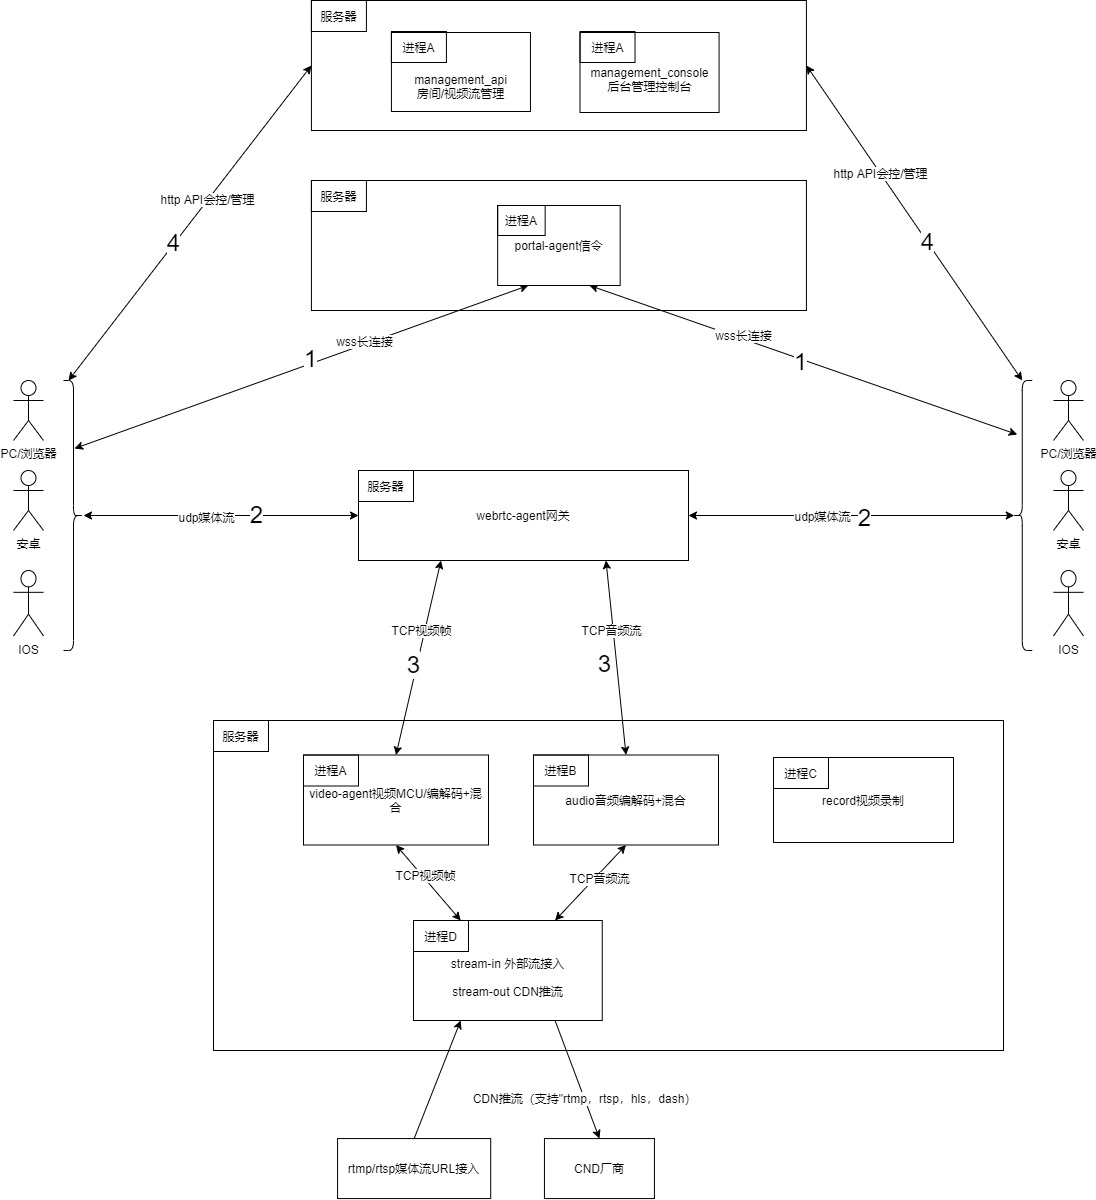 服务器
进程A
management_api
房间/视频流管理
进程A
management_console
后台管理控制台
http API会控/管理
4
http API会控/管理
4
服务器
进程A
portal-agent信令
wss长连接
1
wss长连接
1
PC/浏览器
安卓
IOS
PC/浏览器
安卓
IOS
服务器
webrtc-agent网关
udp媒体流
2
udp媒体流
2
TCP视频帧
3
TCP音频流
3
服务器
进程A
video-agent视频MCU/编解码+混
合
进程B
audio音频编解码+混合
进程C
record视频录制
TCP视频帧
TCP音频流
进程D
stream-in 外部流接入
stream-out CDN推流
CDN推流（支持"rtmp，rtsp，hls，dash）
rtmp/rtsp媒体流URL接入
CND厂商